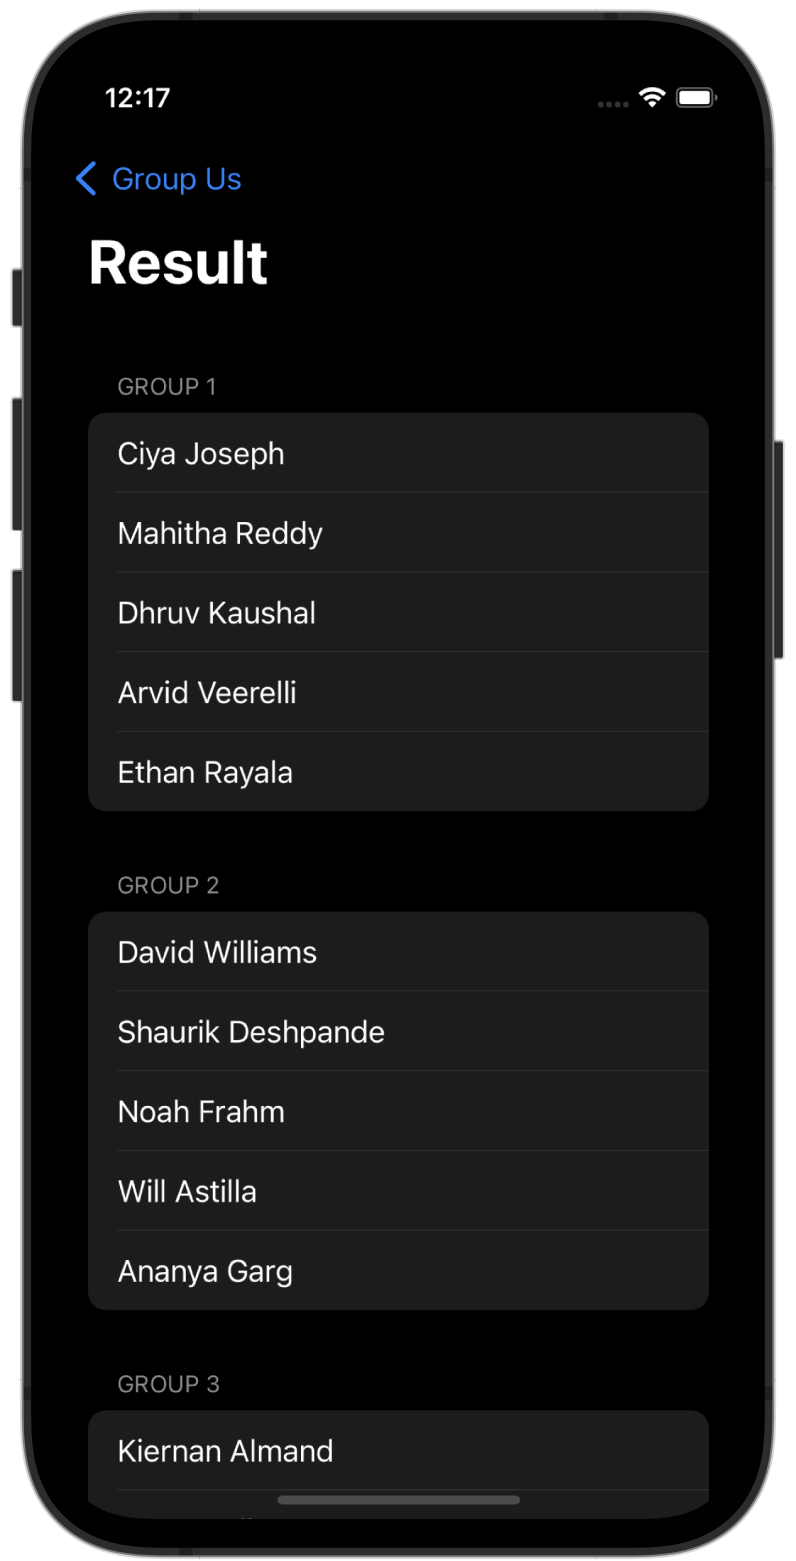 12:17
Group Us
Result
GROUP 1
Ciya Joseph
Mahitha Reddy
Dhruv Kaushal
Arvid Veerelli
Ethan Rayala
GROUP 2
David Williams
Shaurik Deshpande
Noah Frahm
Will Astilla
Ananya Garg
GROUP 3
Kiernan Almand